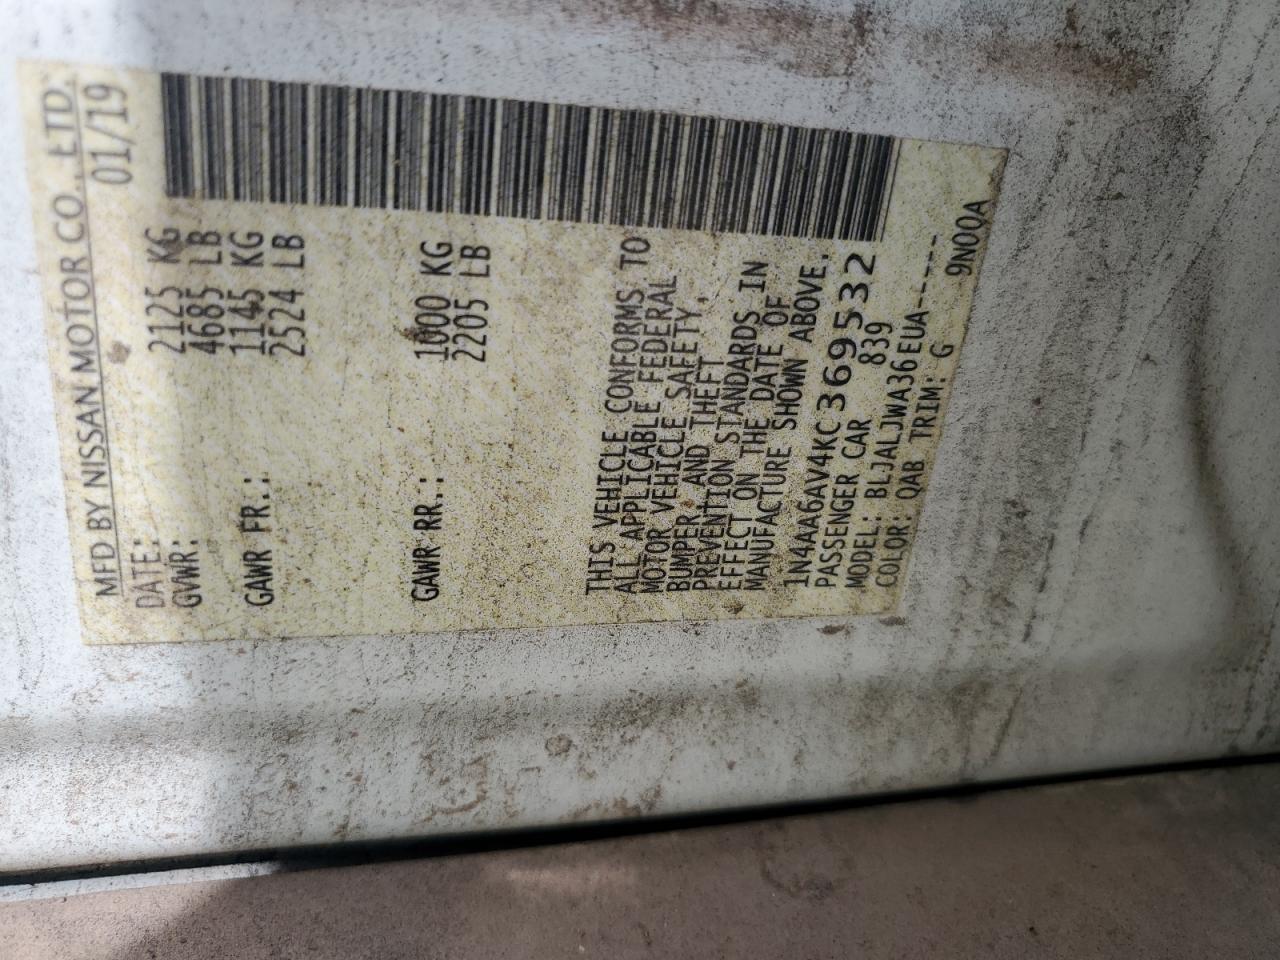 MFD BY NISSAN MOTOR CO., LTD.
DATE: 01/19
GVWR: 2125 KG
4685 LB
GAWR FR.: 1145 KG
2524 LB
GAWR RR.: 1000 KG
2205 LB
THIS VEHICLE CONFORMS TO
ALL APPLICABLE FEDERAL
MOTOR VEHICLE SAFETY,
BUMPER, AND THEFT
PREVENTION STANDARDS IN
EFFECT ON THE DATE OF
MANUFACTURE SHOWN ABOVE.
1N4AA6AV4KC369532
PASSENGER CAR 839
MODEL: BLJALJWA36EUA------
COLOR: QAB TRIM: G 9N00A